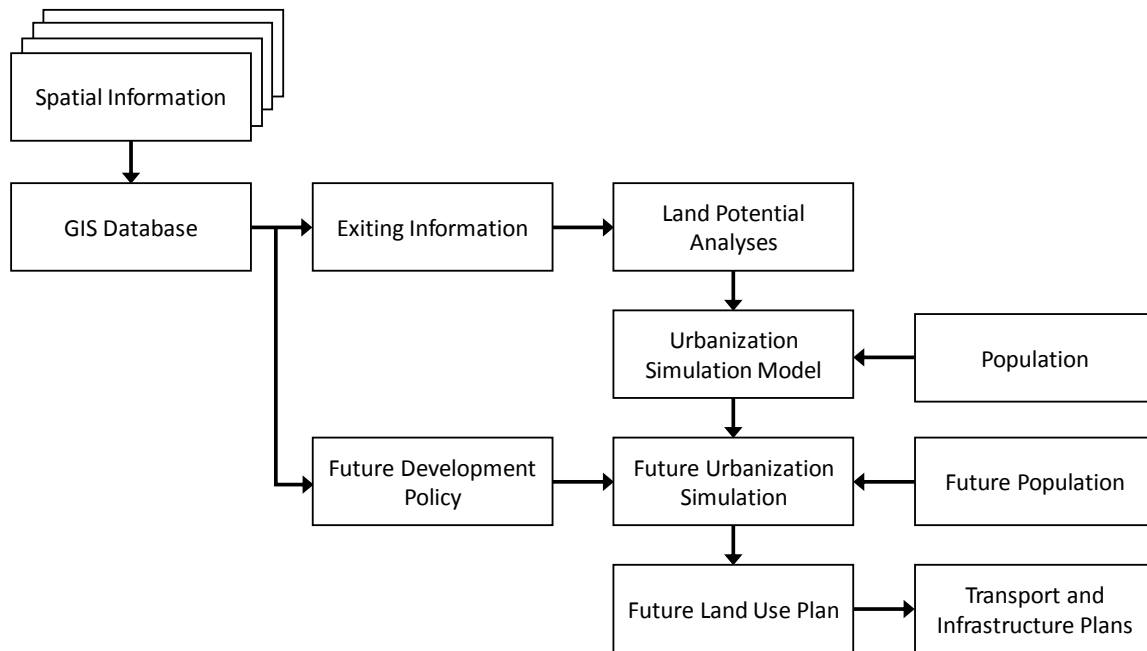 Spatial Information
GIS Database
Exiting Information
Land Potential
Analyses
Urbanization
Simulation Model
Population
Future Development
Policy
Future Urbanization
Simulation
Future Population
Future Land Use Plan
Transport and
Infrastructure Plans